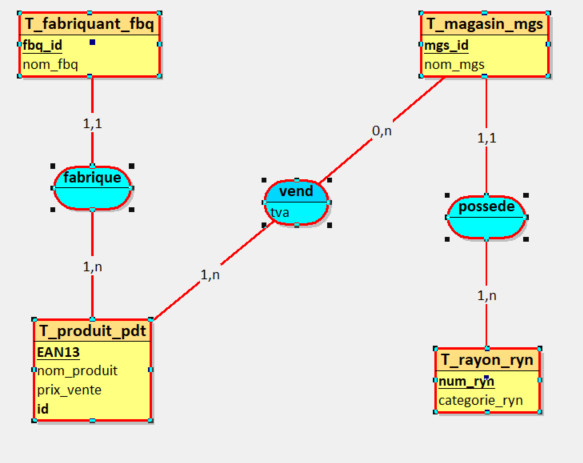 T_fabriquant_fbq
fbq_id
nom_fbq
T_magasin_mgs
mgs_id
nom_mgs
1,1
0,n
1,1
fabrique
vend
tva
possede
1,n
1,n
1,n
T_produit_pdt
EAN13
nom_produit
prix_vente
id
T_rayon_ryn
num_ryn
categorie_ryn